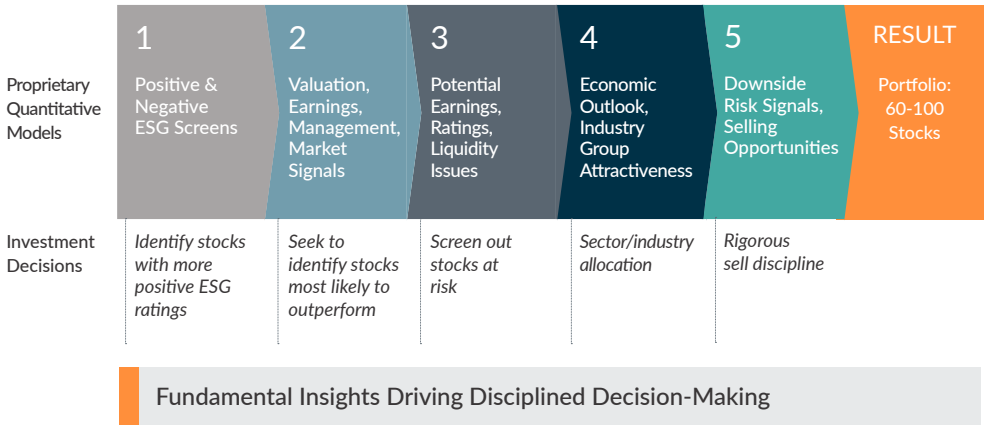 Proprietary
Quantitative
Models
1
Positive &
Negative
ESG Screens
2
Valuation,
Earnings,
Management,
Market
Signals
3
Potential
Earnings,
Ratings,
Liquidity
Issues
4
Economic
Outlook,
Industry
Group
Attractiveness
5
Downside
Risk Signals,
Selling
Opportunities
RESULT
Portfolio:
60-100
Stocks
Investment
Decisions
Identify stocks
with more
positive ESG
ratings
Seek to
identify stocks
most likely to
outperform
Screen out
stocks at
risk
Sector/industry
allocation
Rigorous
sell discipline
Fundamental Insights Driving Disciplined Decision-Making